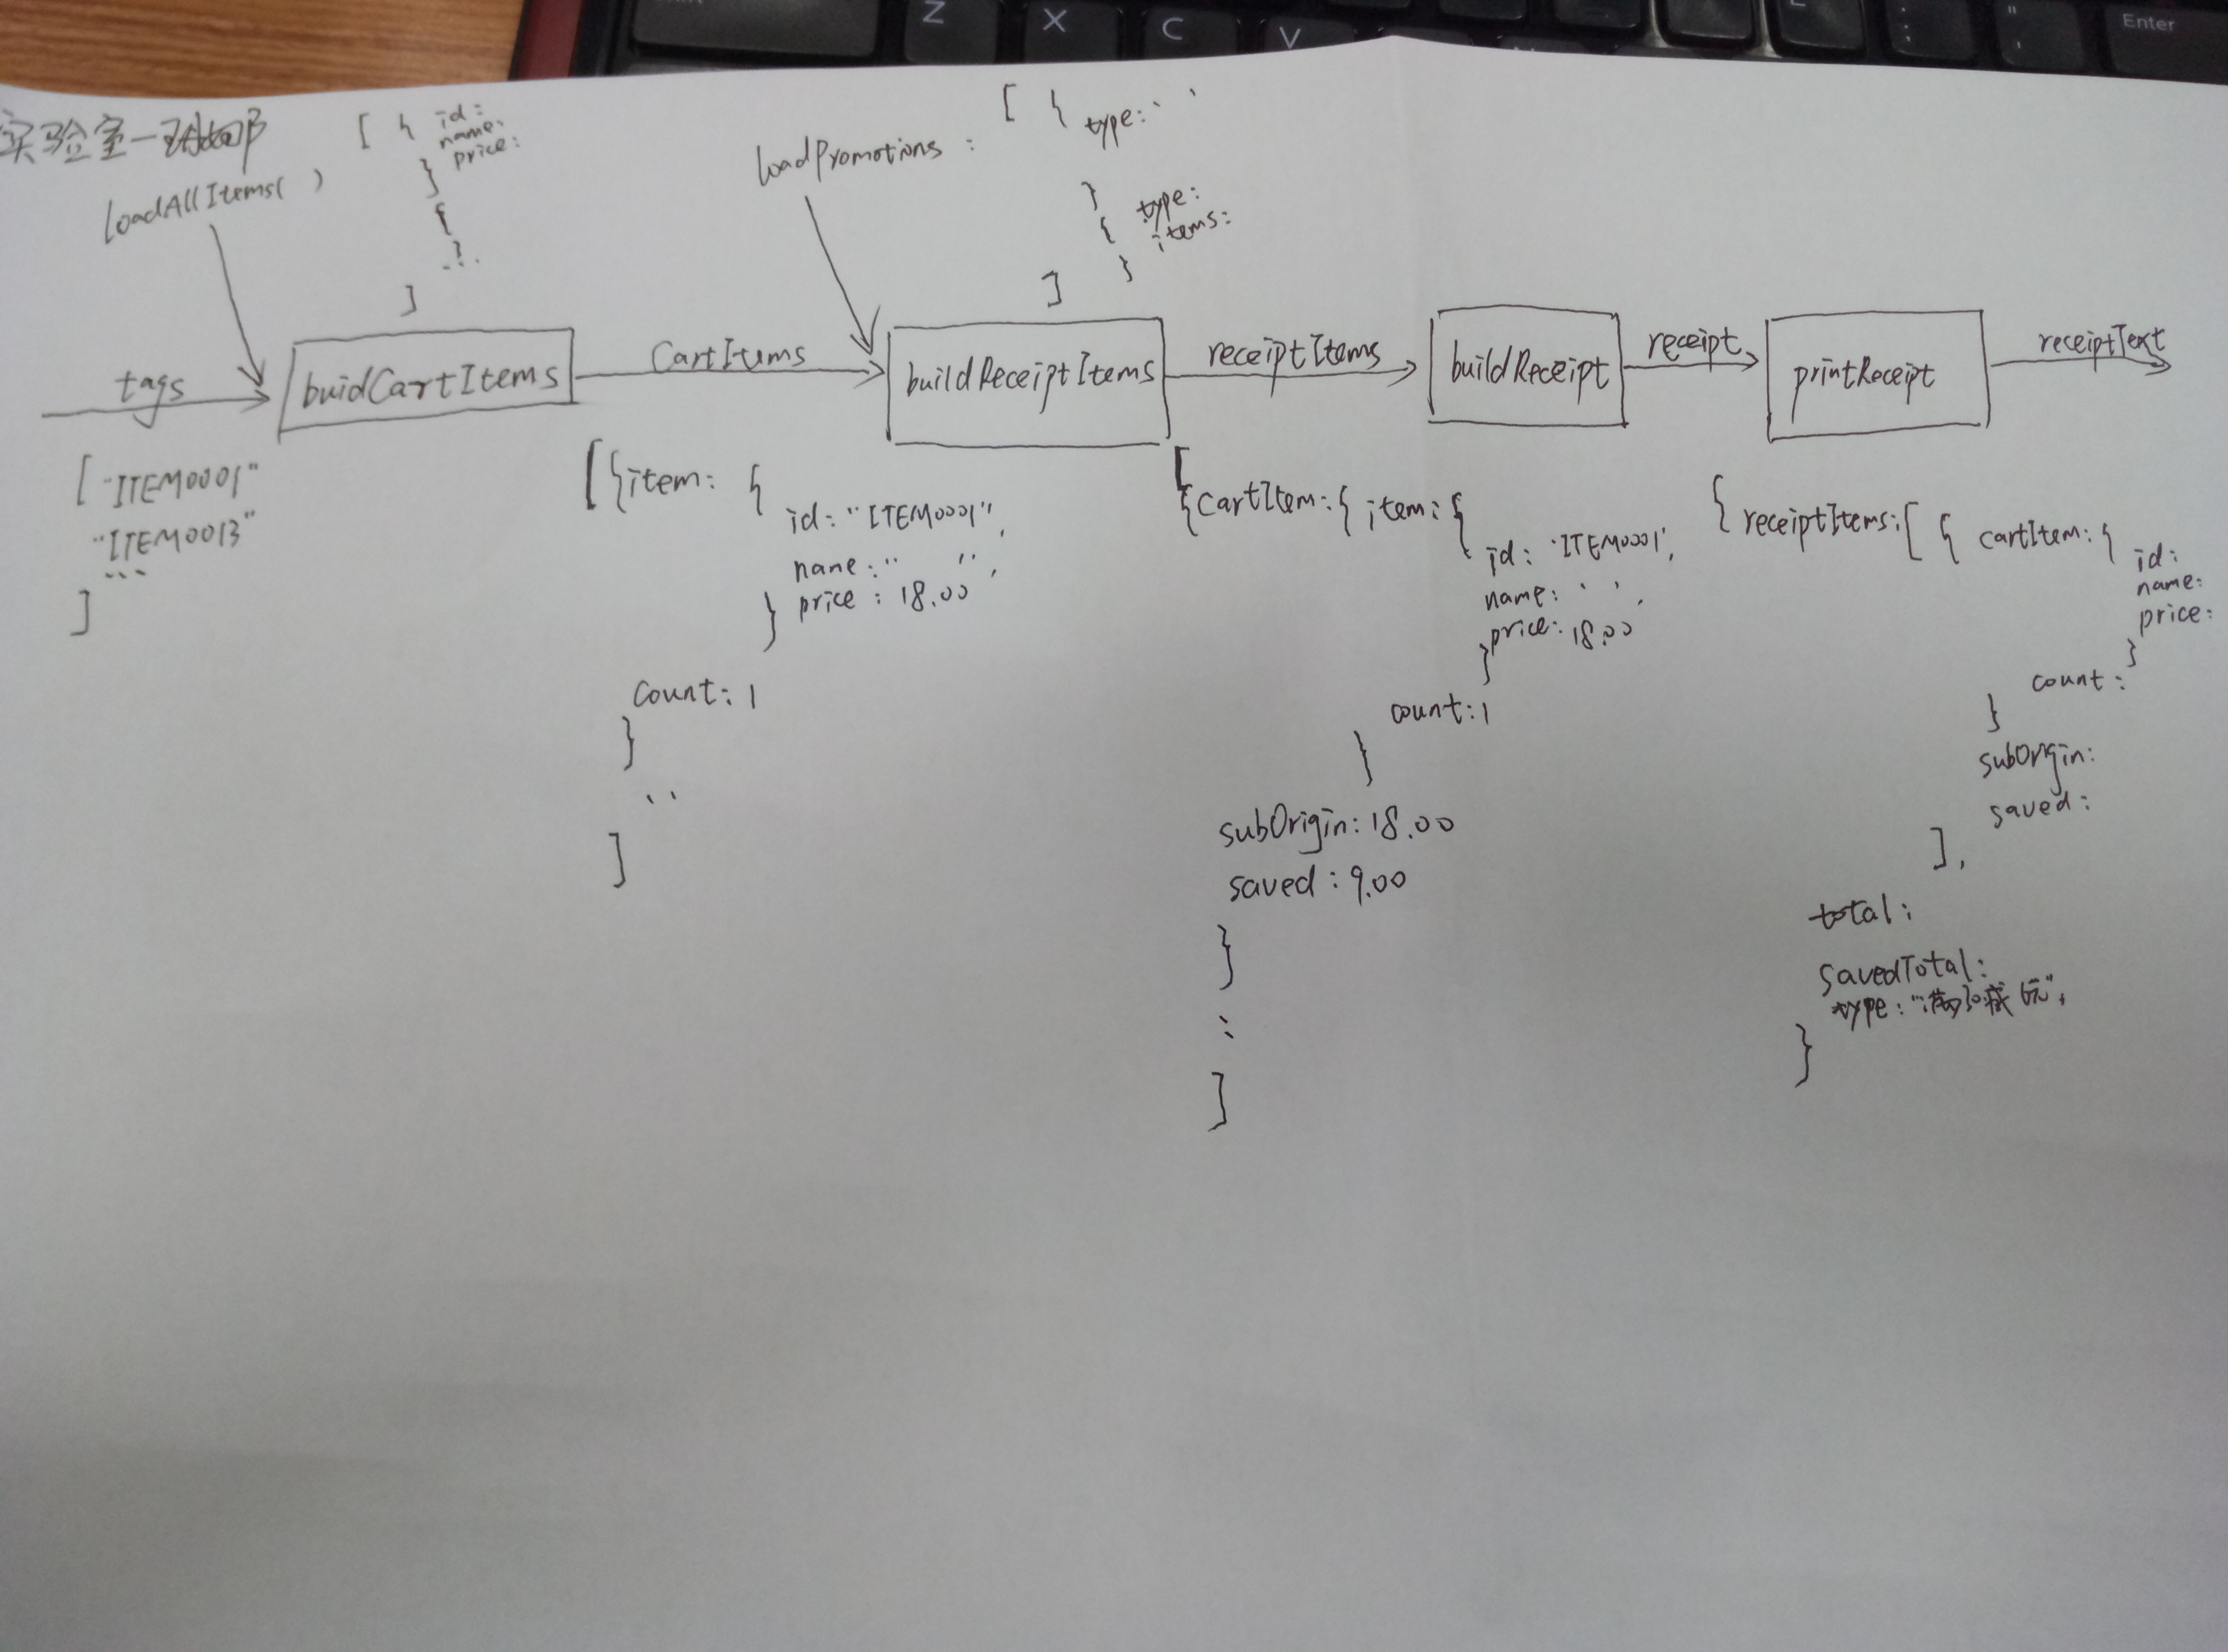 实验室一
loadAllItems( )
[ { id:
name:
price:
}
{
}.
...
]
loadPromotions :
[ { type: ' '
}
{ type:
items:
}
]
tags
buidCartItems
CartItems
buildReceiptItems
receiptItems
buildReceipt
receipt
printReceipt
receiptText
[ "ITEM0001"
"ITEM0013"
...
]
[ {item: {
id: "ITEM0001",
name: " ",
price : 18.00
}
count: 1
}
..
]
[
{CartItem: { item: {
id: 'ITEM0001',
name: ' ',
price: 18.00
}
count: 1
}
subOrigin: 18.00
saved : 9.00
}
:
]
{ receiptItems: [ { cartItem: {
id:
name:
price:
}
count :
}
subOrigin:
saved :
],
total:
savedTotal:
type: "
}
Z
X
C
V
L
:
;
"
'
Enter